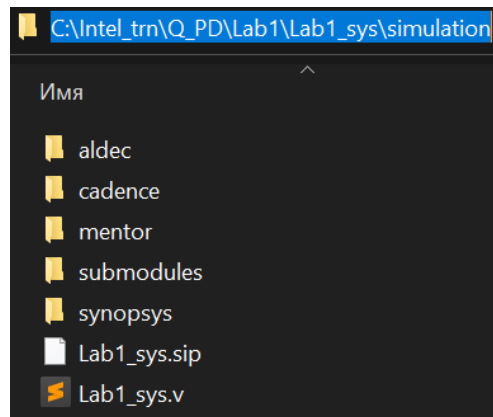 C:\Intel_trn\Q_PD\Lab1\Lab1_sys\simulation
Имя
aldec
cadence
mentor
submodules
synopsys
Lab1_sys.sip
Lab1_sys.v